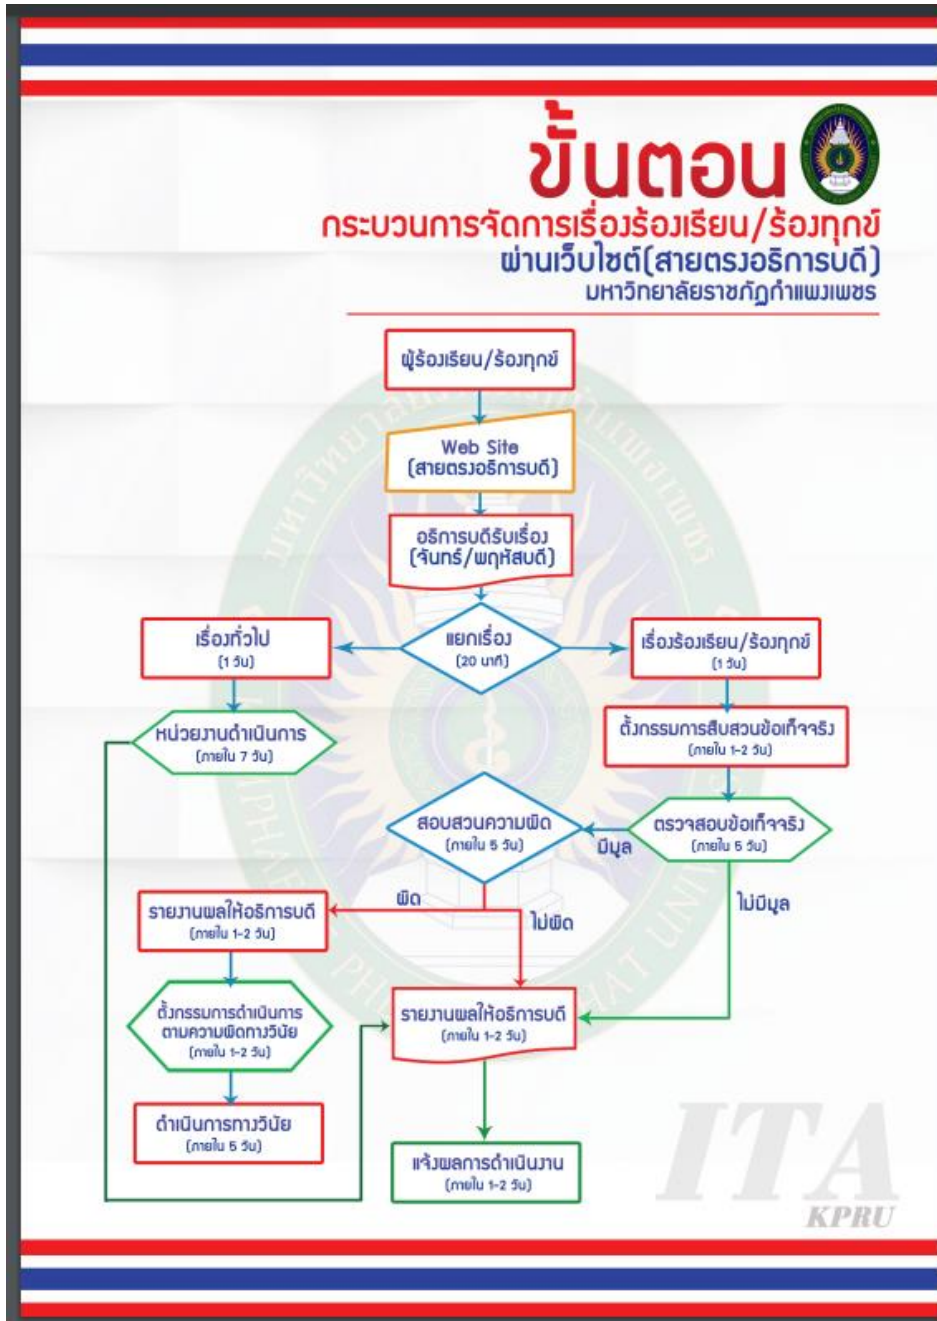 ขั้นตอน
กระบวนการจัดการเรื่องร้องเรียน/ร้องทุกข์
ผ่านเว็บไซต์(สายตรงอธิการบดี)
มหาวิทยาลัยราชภัฏกำแพงเพชร
ผู้ร้องเรียน/ร้องทุกข์
Web Site
(สายตรงอธิการบดี)
อธิการบดีรับเรื่อง
(จันทร์/พฤหัสบดี)
แยกเรื่อง
(20 นาที)
เรื่องทั่วไป
(1 วัน)
เรื่องร้องเรียน/ร้องทุกข์
(1 วัน)
หน่วยงานดำเนินการ
(ภายใน 7 วัน)
ตั้งกรรมการสืบสวนข้อเท็จจริง
(ภายใน 1-2 วัน)
สอบสวนความผิด
(ภายใน 5 วัน)
มีมูล
ตรวจสอบข้อเท็จจริง
(ภายใน 5 วัน)
ผิด
ไม่ผิด
ไม่มีมูล
รายงานผลให้อธิการบดี
(ภายใน 1-2 วัน)
ตั้งกรรมการดำเนินการ
ตามความผิดทางวินัย
(ภายใน 1-2 วัน)
รายงานผลให้อธิการบดี
(ภายใน 1-2 วัน)
ดำเนินการทางวินัย
(ภายใน 5 วัน)
แจ้งผลการดำเนินงาน
(ภายใน 1-2 วัน)
ITA
KPRU